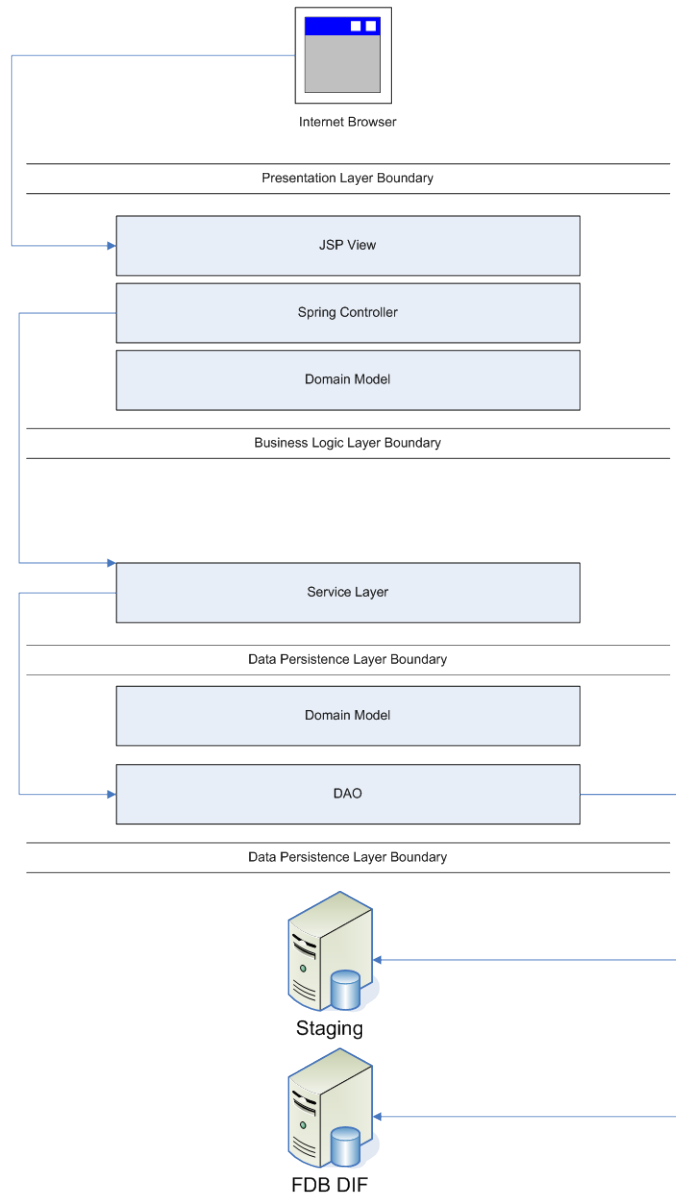 Internet Browser
Presentation Layer Boundary
JSP View
Spring Controller
Domain Model
Business Logic Layer Boundary
Service Layer
Data Persistence Layer Boundary
Domain Model
DAO
Data Persistence Layer Boundary
Staging
FDB DIF